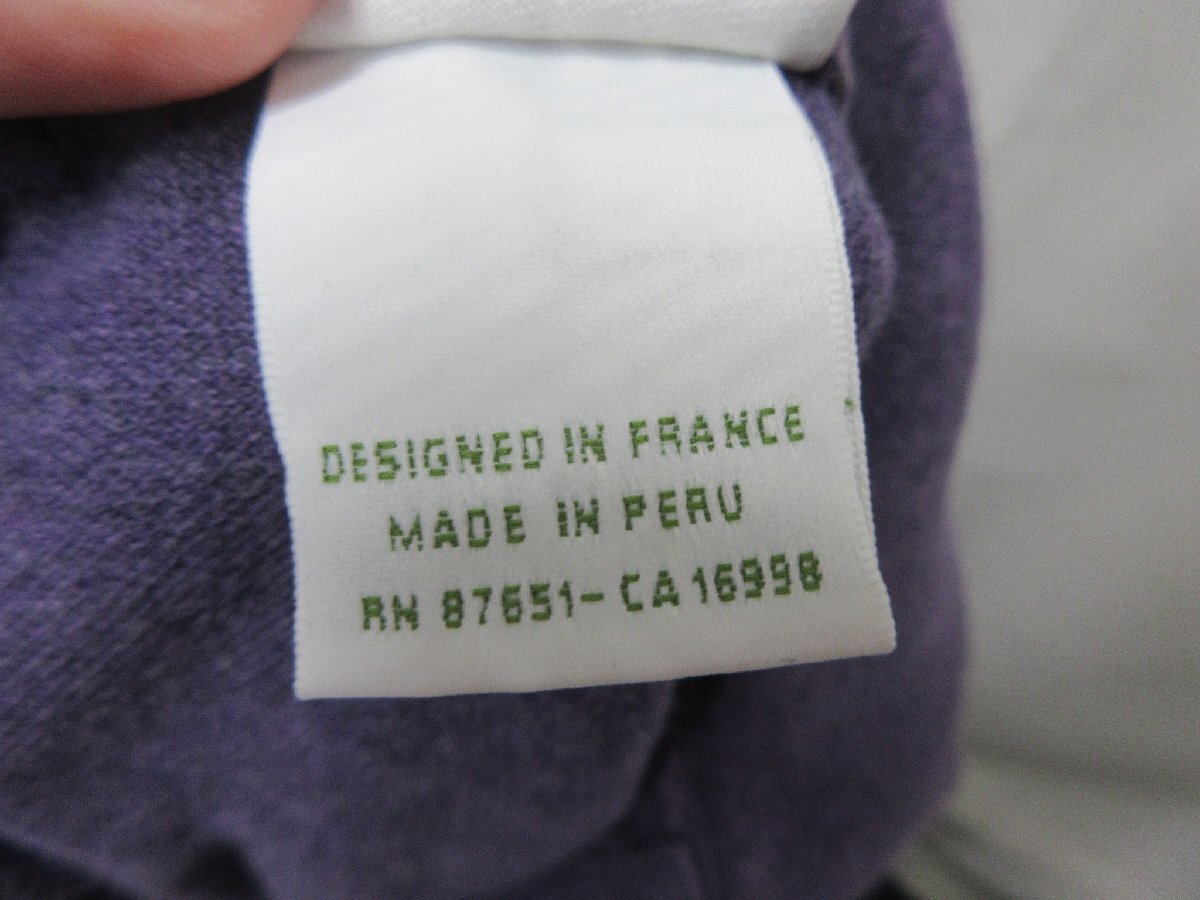 DESIGNED IN FRANCE
MADE IN PERU
RN 87651-CA 16998